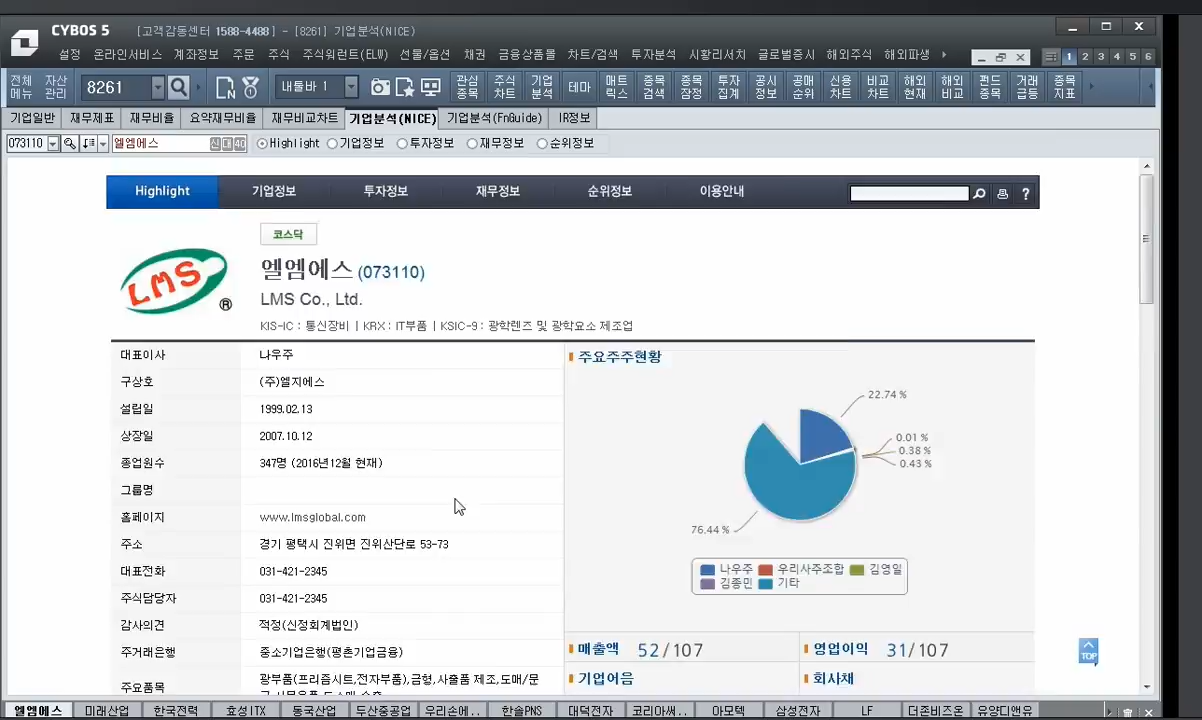 CYBOS 5 [고객감동센터 1588-4488] - [8261] 기업분석(NICE)
설정 온라인서비스 계좌정보 주문 주식 주식워런트(ELW) 선물/옵션 채권 금융상품몰 차트/검색 투자분석 시황리서치 글로벌증시 해외주식 해외파생 1 2 3 4 5 6
전체메뉴 자산관리 8261 내툴바 1 관심종목 주식차트 기업분석 테마 매트릭스 종목검색 종목잠정 투자집계 공시정보 공매순위 신용차트 비교차트 해외현재 해외비교 펀드종목 거래급등 종목지표
기업일반 재무제표 재무비율 요약재무비율 재무비교차트 기업분석(NICE) 기업분석(FnGuide) IR정보
073110 엘엠에스 신 대 40 Highlight 기업정보 투자정보 재무정보 순위정보
Highlight 기업정보 투자정보 재무정보 순위정보 이용안내 ?
코스닥
LMS ®
엘엠에스 (073110)
LMS Co., Ltd.
KIS-IC : 통신장비 | KRX : IT부품 | KSIC-9 : 광학렌즈 및 광학요소 제조업
대표이사 나우주
구상호 (주)엘지에스
설립일 1999.02.13
상장일 2007.10.12
종업원수 347명 (2016년12월 현재)
그룹명
홈페이지 www.lmsglobal.com
주소 경기 평택시 진위면 진위산단로 53-73
대표전화 031-421-2345
주식담당자 031-421-2345
감사의견 적정(신정회계법인)
주거래은행 중소기업은행(평촌기업금융)
주요품목 광부품(프리즘시트,전자부품),금형,사출품 제조,도매/문
주요주주현황
22.74 %
0.01 %
0.38 %
0.43 %
76.44 %
나우주 우리사주조합 김영일
김종민 기타
매출액 52/107 영업이익 31/107
기업어음 회사채
TOP
엘엠에스 미래산업 한국전력 효성ITX 동국산업 두산중공업 우리손에.. 한솔PNS 대덕전자 코리아써.. 아모텍 삼성전자 LF 더존비즈온 유양디앤유